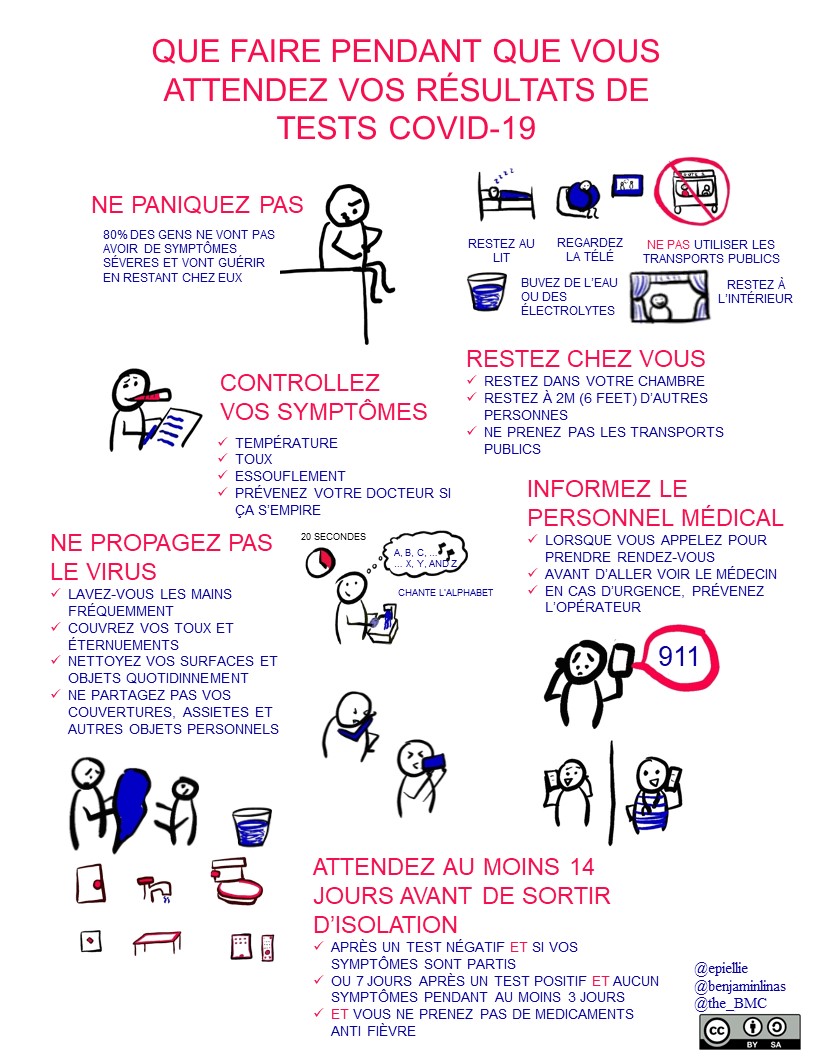 QUE FAIRE PENDANT QUE VOUS
ATTENDEZ VOS RÉSULTATS DE
TESTS COVID-19
NE PANIQUEZ PAS
80% DES GENS NE VONT PAS
AVOIR DE SYMPTÔMES
SÉVERES ET VONT GUÉRIR
EN RESTANT CHEZ EUX
RESTEZ AU
LIT
REGARDEZ
LA TÉLÉ
NE PAS UTILISER LES
TRANSPORTS PUBLICS
BUVEZ DE L'EAU
OU DES
ÉLECTROLYTES
RESTEZ À
L'INTÉRIEUR
CONTROLLEZ
VOS SYMPTÔMES
✓ TEMPÉRATURE
✓ TOUX
✓ ESSOUFLEMENT
✓ PRÉVENEZ VOTRE DOCTEUR SI
ÇA S'EMPIRE
RESTEZ CHEZ VOUS
✓ RESTEZ DANS VOTRE CHAMBRE
✓ RESTEZ À 2M (6 FEET) D'AUTRES
PERSONNES
✓ NE PRENEZ PAS LES TRANSPORTS
PUBLICS
INFORMEZ LE
PERSONNEL MÉDICAL
✓ LORSQUE VOUS APPELEZ POUR
PRENDRE RENDEZ-VOUS
✓ AVANT D'ALLER VOIR LE MÉDECIN
✓ EN CAS D'URGENCE, PRÉVENEZ
L'OPÉRATEUR
911
NE PROPAGEZ PAS
LE VIRUS
✓ LAVEZ-VOUS LES MAINS
FRÉQUEMMENT
✓ COUVREZ VOS TOUX ET
ÉTERNUEMENTS
✓ NETTOYEZ VOS SURFACES ET
OBJETS QUOTIDINNEMENT
✓ NE PARTAGEZ PAS VOS
COUVERTURES, ASSIETES ET
AUTRES OBJETS PERSONNELS
20 SECONDES
A, B, C, ...
... X, Y, AND Z
CHANTE L'ALPHABET
ATTENDEZ AU MOINS 14
JOURS AVANT DE SORTIR
D'ISOLATION
✓ APRÈS UN TEST NÉGATIF ET SI VOS
SYMPTÔMES SONT PARTIS
✓ OU 7 JOURS APRÈS UN TEST POSITIF ET AUCUN
SYMPTÔMES PENDANT AU MOINS 3 JOURS
✓ ET VOUS NE PRENEZ PAS DE MEDICAMENTS
ANTI FIÈVRE
@epiellie
@benjaminlinas
@the_BMC
cc
BY SA